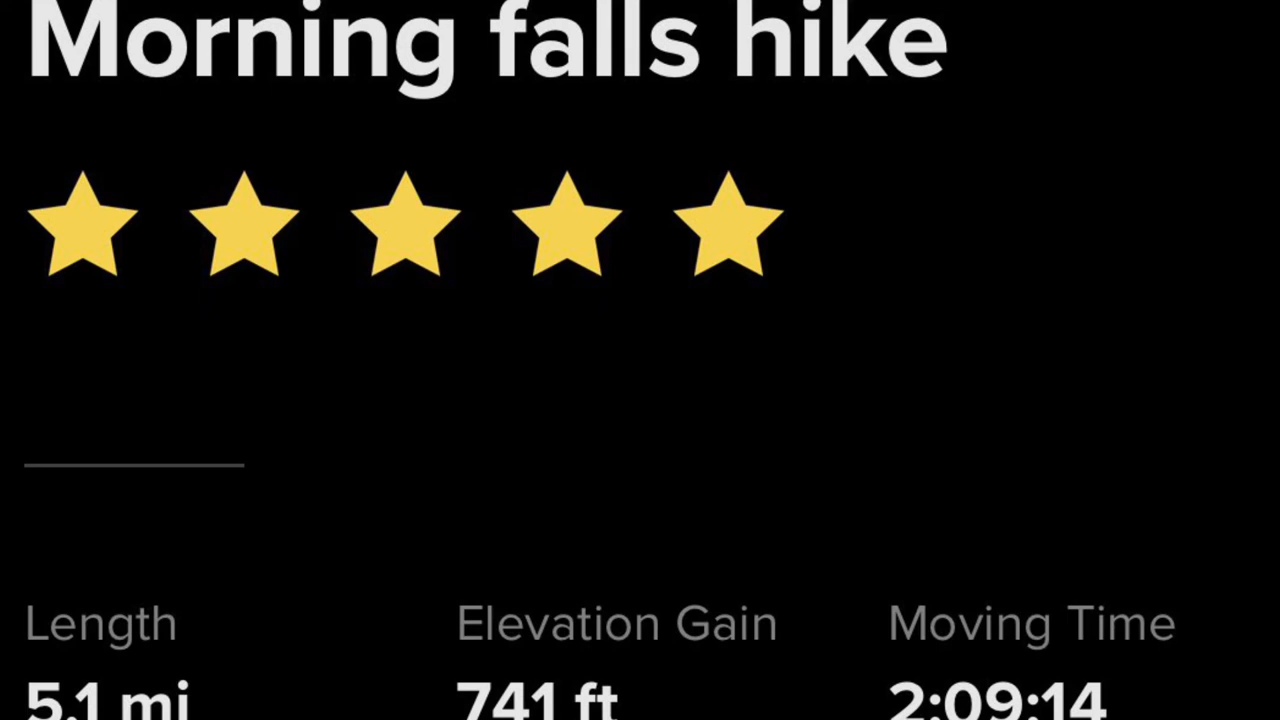 Morning falls hike
Length Elevation Gain Moving Time
5.1 mi 741 ft 2:09:14